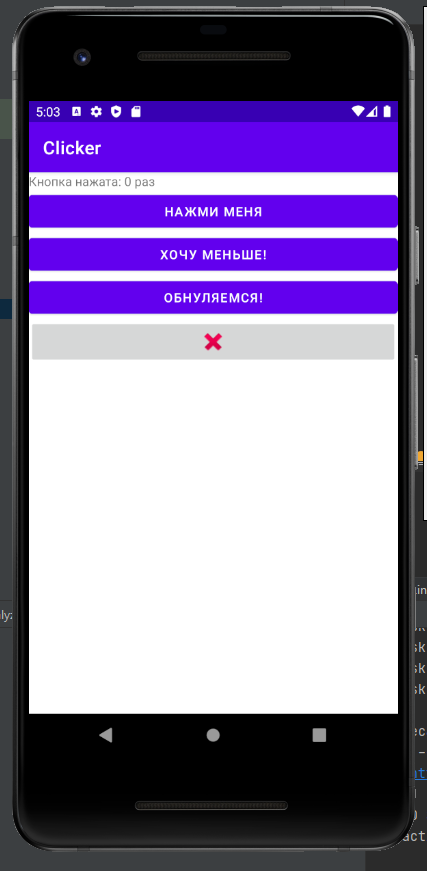 5:03
Clicker
Кнопка нажата: 0 раз
НАЖМИ МЕНЯ
ХОЧУ МЕНЬШЕ!
ОБНУЛЯЕМСЯ!